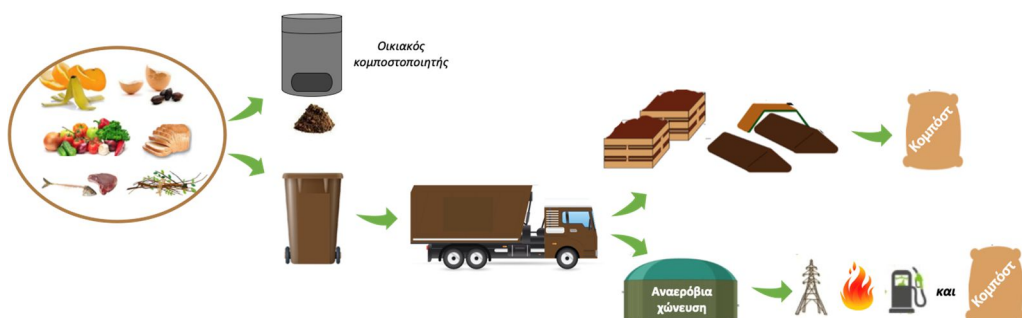 Οικιακός
κομποστοποιητής
Κομπόστ
Αναερόβια
χώνευση
και
Κομπόστ